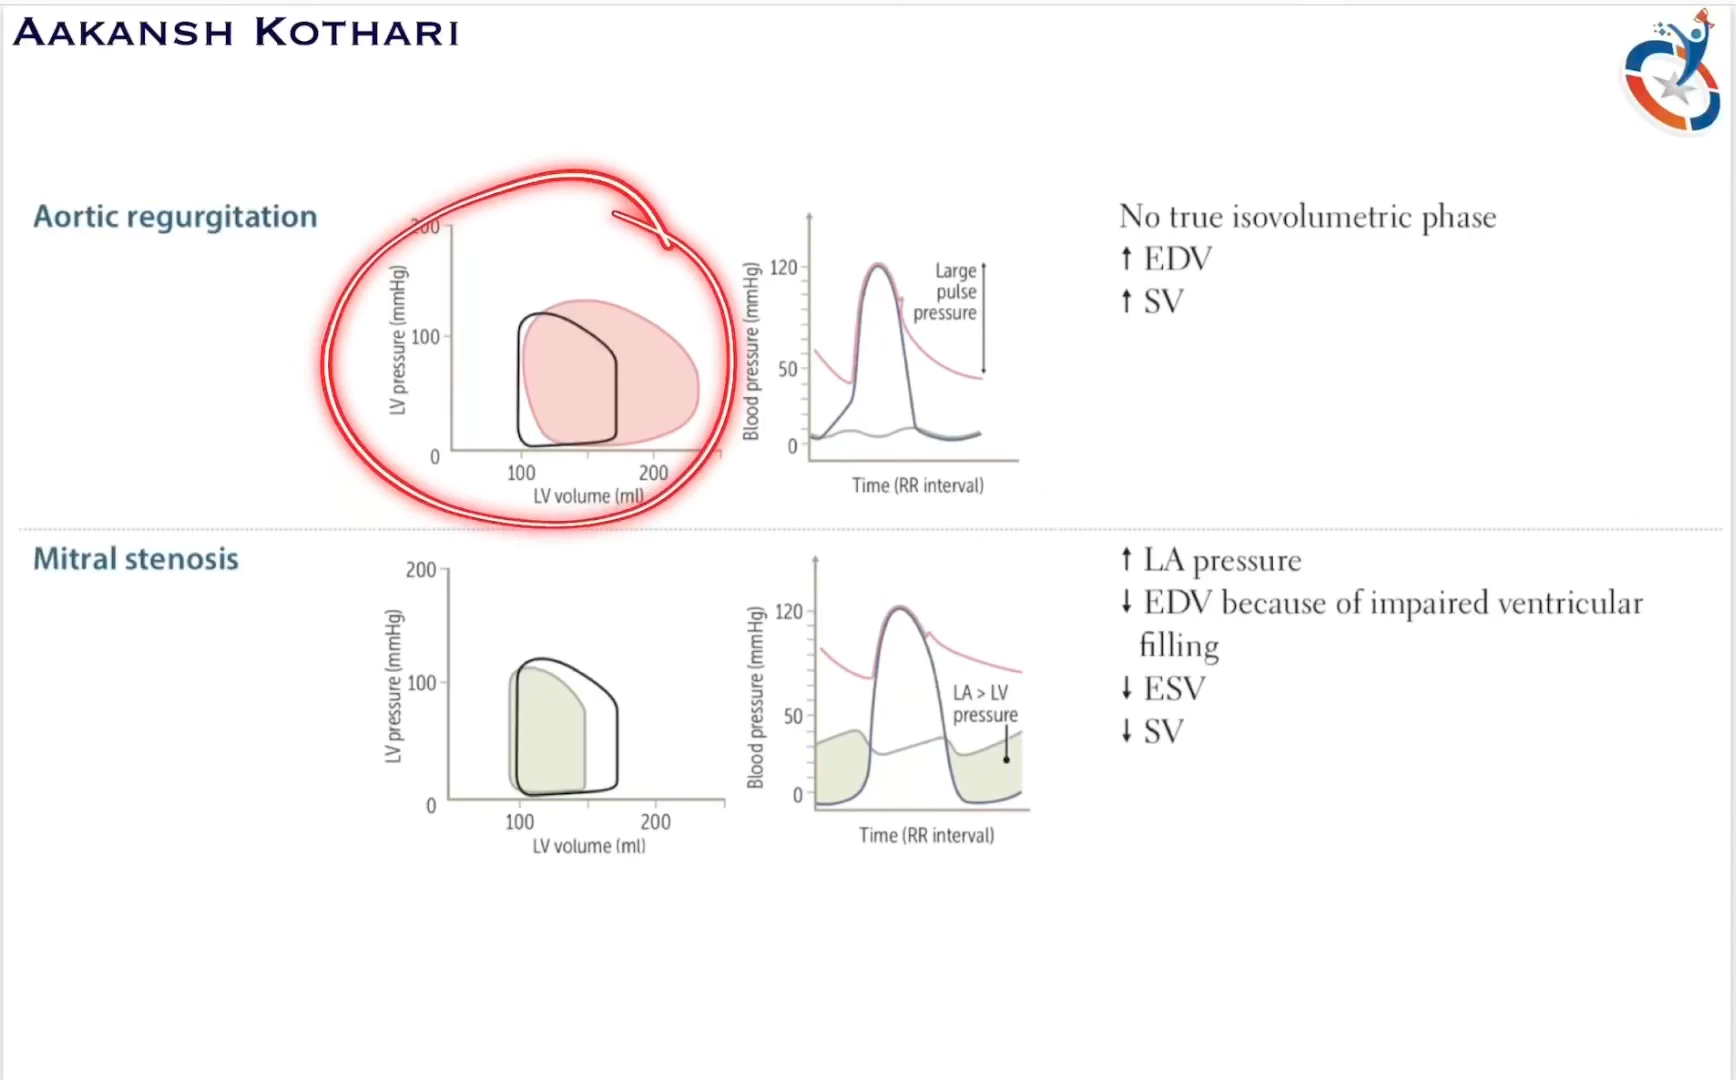 AAKANSH KOTHARI
Aortic regurgitation
200
100
0
LV pressure (mmHg)
100 200
LV volume (ml)
120
50
0
Blood pressure (mmHg)
Large
pulse
pressure
Time (RR interval)
No true isovolumetric phase
↑ EDV
↑ SV
Mitral stenosis
200
100
0
LV pressure (mmHg)
100 200
LV volume (ml)
120
50
0
Blood pressure (mmHg)
LA > LV
pressure
Time (RR interval)
↑ LA pressure
↓ EDV because of impaired ventricular
filling
↓ ESV
↓ SV